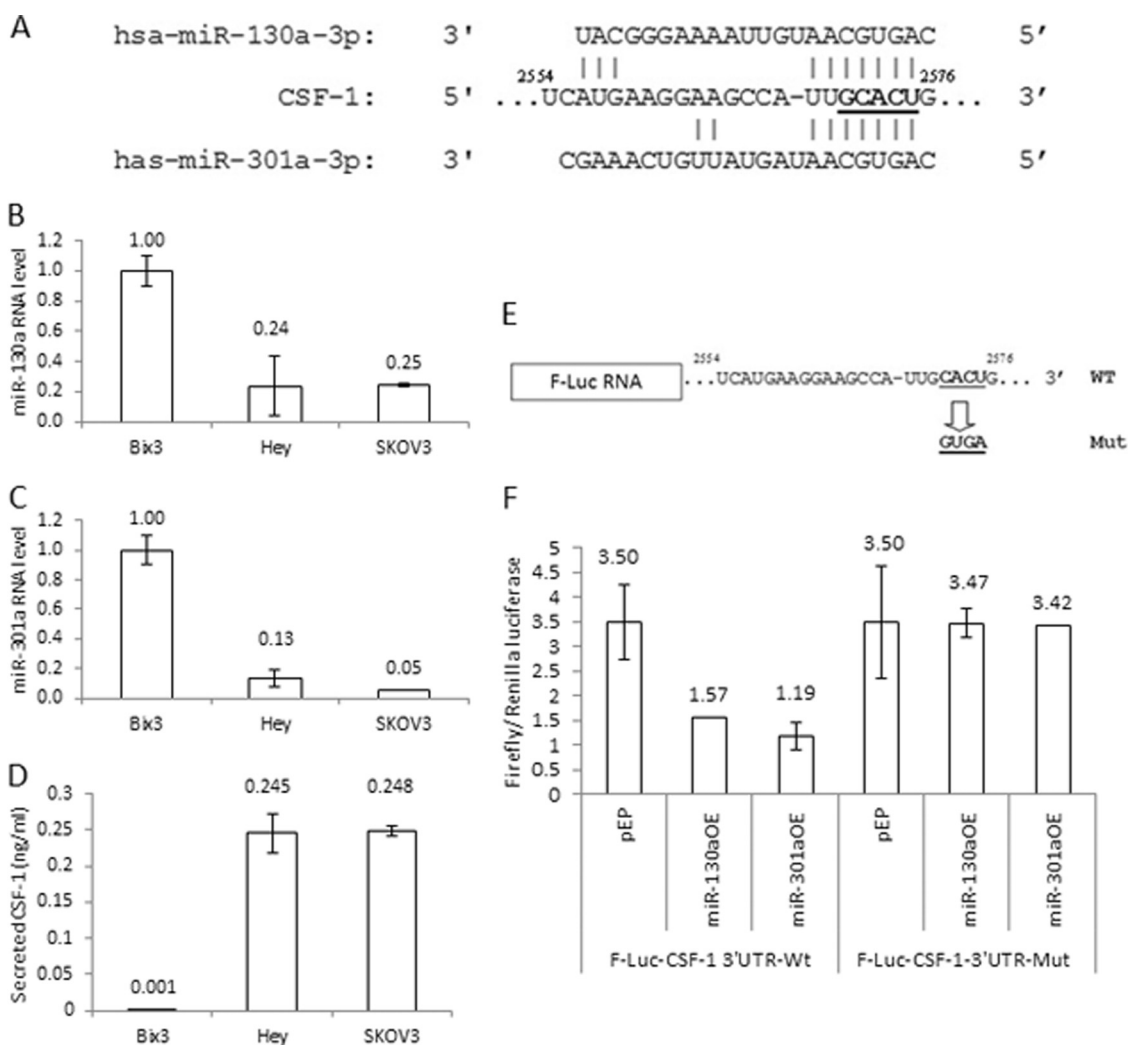 A
hsa-miR-130a-3p: 3' UACGGGAAAAUUGUAACGUGAC 5′
2554 2576
CSF-1: 5' ...UCAUGAAGGAAGCCA-UUGCACUG... 3′
has-miR-301a-3p: 3' CGAAACUGUUAUGAUAACGUGAC 5′
B
miR-130a RNA level
1.2
1.0
0.8
0.6
0.4
0.2
0.0
1.00
0.24
0.25
Bix3 Hey SKOV3
C
miR-301a RNA level
1.2
1.0
0.8
0.6
0.4
0.2
0.0
1.00
0.13
0.05
Bix3 Hey SKOV3
D
Secreted CSF-1 (ng/ml)
0.3
0.25
0.2
0.15
0.1
0.05
0
0.001
0.245
0.248
Bix3 Hey SKOV3
E
2554 2576
F-Luc RNA ...UCAUGAAGGAAGCCA-UUGCACUG... 3′ WT
GUGA Mut
F
Firefly/Renilla luciferase
5
4.5
4
3.5
3
2.5
2
1.5
1
0.5
0
3.50
1.57
1.19
3.50
3.47
3.42
pEP
miR-130aOE
miR-301aOE
pEP
miR-130aOE
miR-301aOE
F-Luc-CSF-1 3'UTR-Wt F-Luc-CSF-1-3'UTR-Mut